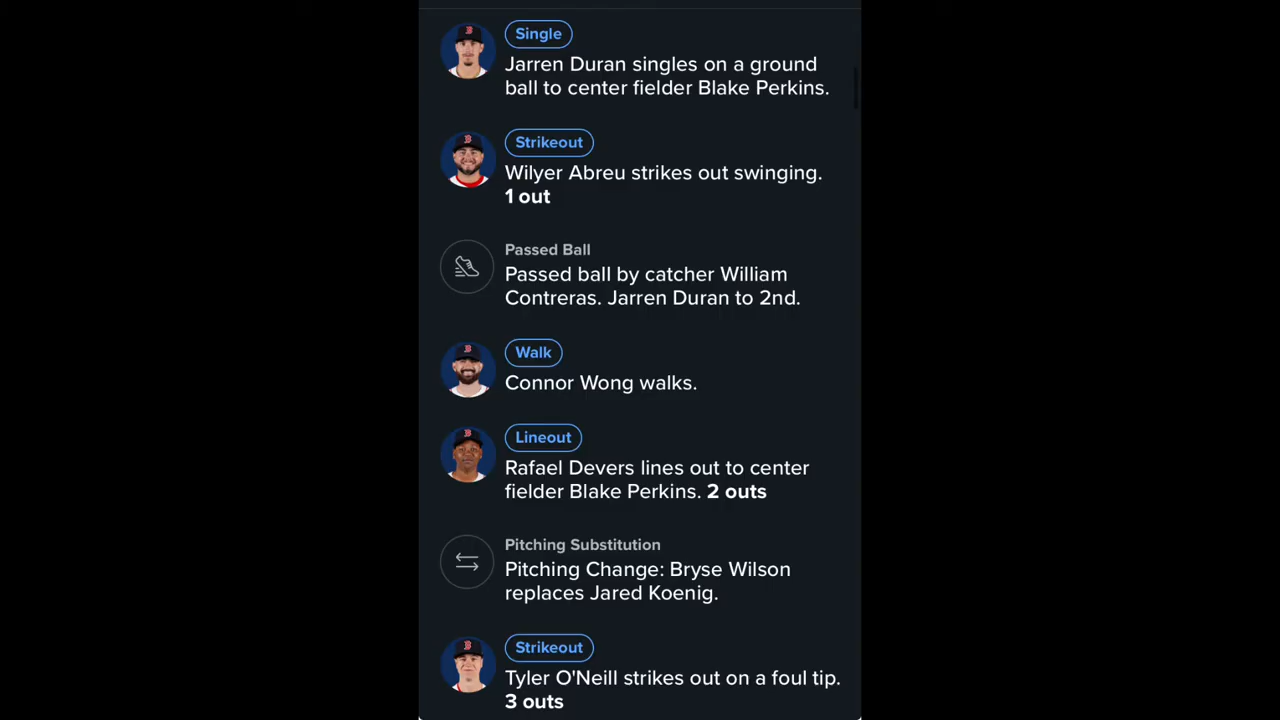 Single
Jarren Duran singles on a ground
ball to center fielder Blake Perkins.
Strikeout
Wilyer Abreu strikes out swinging.
1 out
Passed Ball
Passed ball by catcher William
Contreras. Jarren Duran to 2nd.
Walk
Connor Wong walks.
Lineout
Rafael Devers lines out to center
fielder Blake Perkins. 2 outs
Pitching Substitution
Pitching Change: Bryse Wilson
replaces Jared Koenig.
Strikeout
Tyler O'Neill strikes out on a foul tip.
3 outs